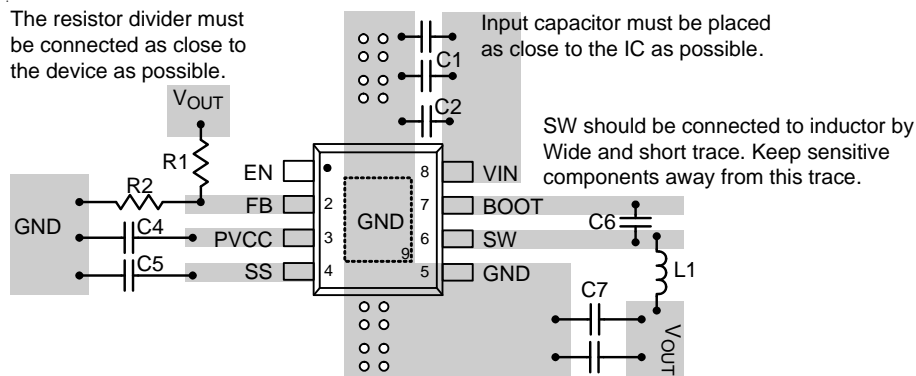 The resistor divider must
be connected as close to
the device as possible.
Input capacitor must be placed
as close to the IC as possible.
C1
C2
VOUT
SW should be connected to inductor by
Wide and short trace. Keep sensitive
components away from this trace.
R1
EN
8
VIN
R2
FB
2
7
BOOT
GND
GND
C6
C4
PVCC
3
6
SW
9
C5
SS
4
5
GND
L1
C7
VOUT